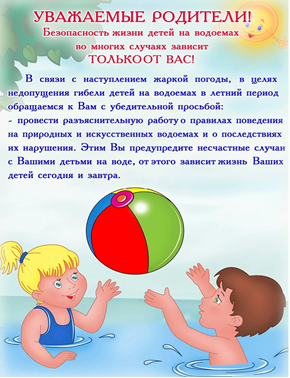 УВАЖАЕМЫЕ РОДИТЕЛИ!
Безопасность жизни детей на водоемах
во многих случаях зависит
ТОЛЬКО ОТ ВАС!
В связи с наступлением жаркой погоды, в целях
недопущения гибели детей на водоемах в летний период
обращаемся к Вам с убедительной просьбой:
- провести разъяснительную работу о правилах поведения
на природных и искусственных водоемах и о последствиях
их нарушения. Этим Вы предупредите несчастные случаи
с Вашими детьми на воде, от этого зависит жизнь Ваших
детей сегодня и завтра.